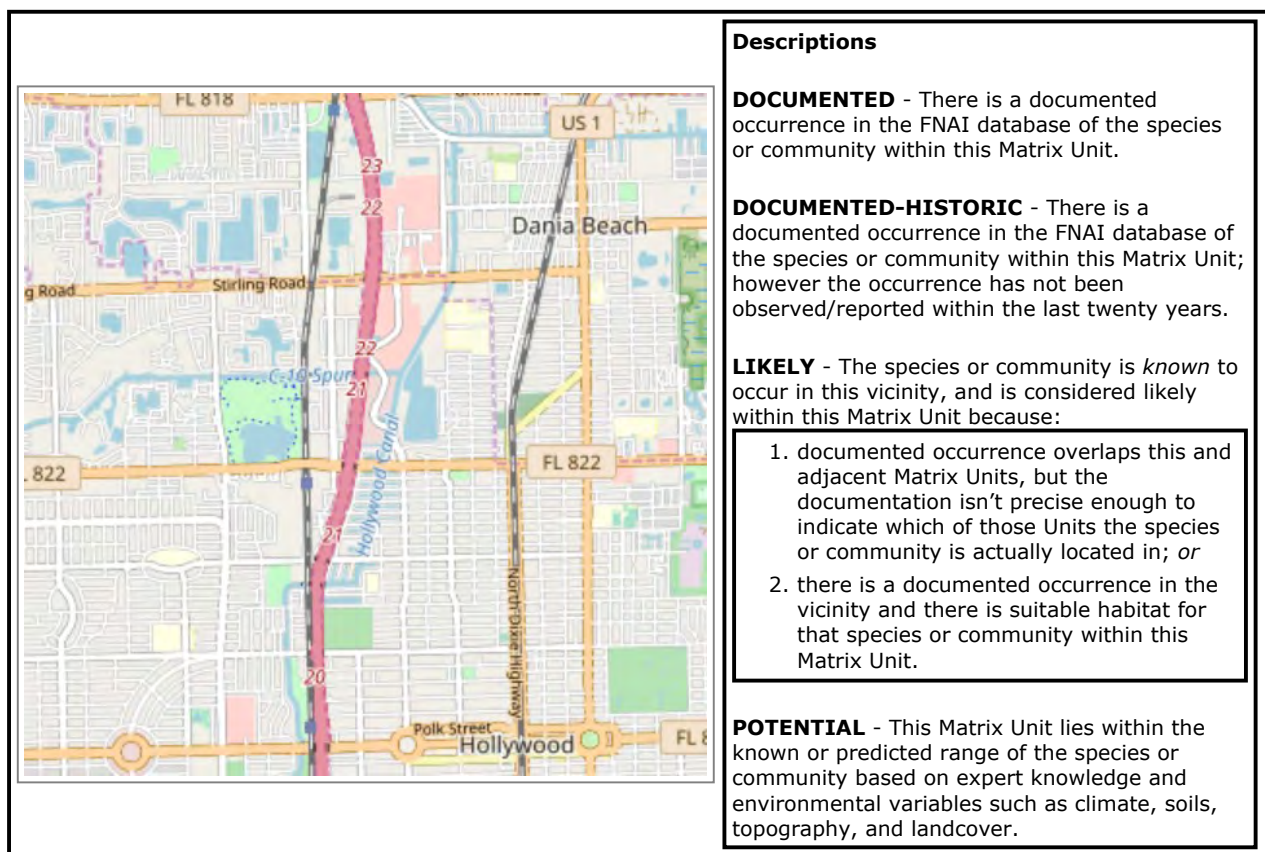 FL 818
US 1
23
22
Dania Beach
Stirling Road
g Road
22
C-10 Spur
21
Hollywood Canal
822
FL 822
21
North Dixie Highway
20
Polk Street
Hollywood
FL 8
Descriptions
DOCUMENTED - There is a documented
occurrence in the FNAI database of the species
or community within this Matrix Unit.
DOCUMENTED-HISTORIC - There is a
documented occurrence in the FNAI database of
the species or community within this Matrix Unit;
however the occurrence has not been
observed/reported within the last twenty years.
LIKELY - The species or community is known to
occur in this vicinity, and is considered likely
within this Matrix Unit because:
1. documented occurrence overlaps this and
adjacent Matrix Units, but the
documentation isn't precise enough to
indicate which of those Units the species
or community is actually located in; or
2. there is a documented occurrence in the
vicinity and there is suitable habitat for
that species or community within this
Matrix Unit.
POTENTIAL - This Matrix Unit lies within the
known or predicted range of the species or
community based on expert knowledge and
environmental variables such as climate, soils,
topography, and landcover.